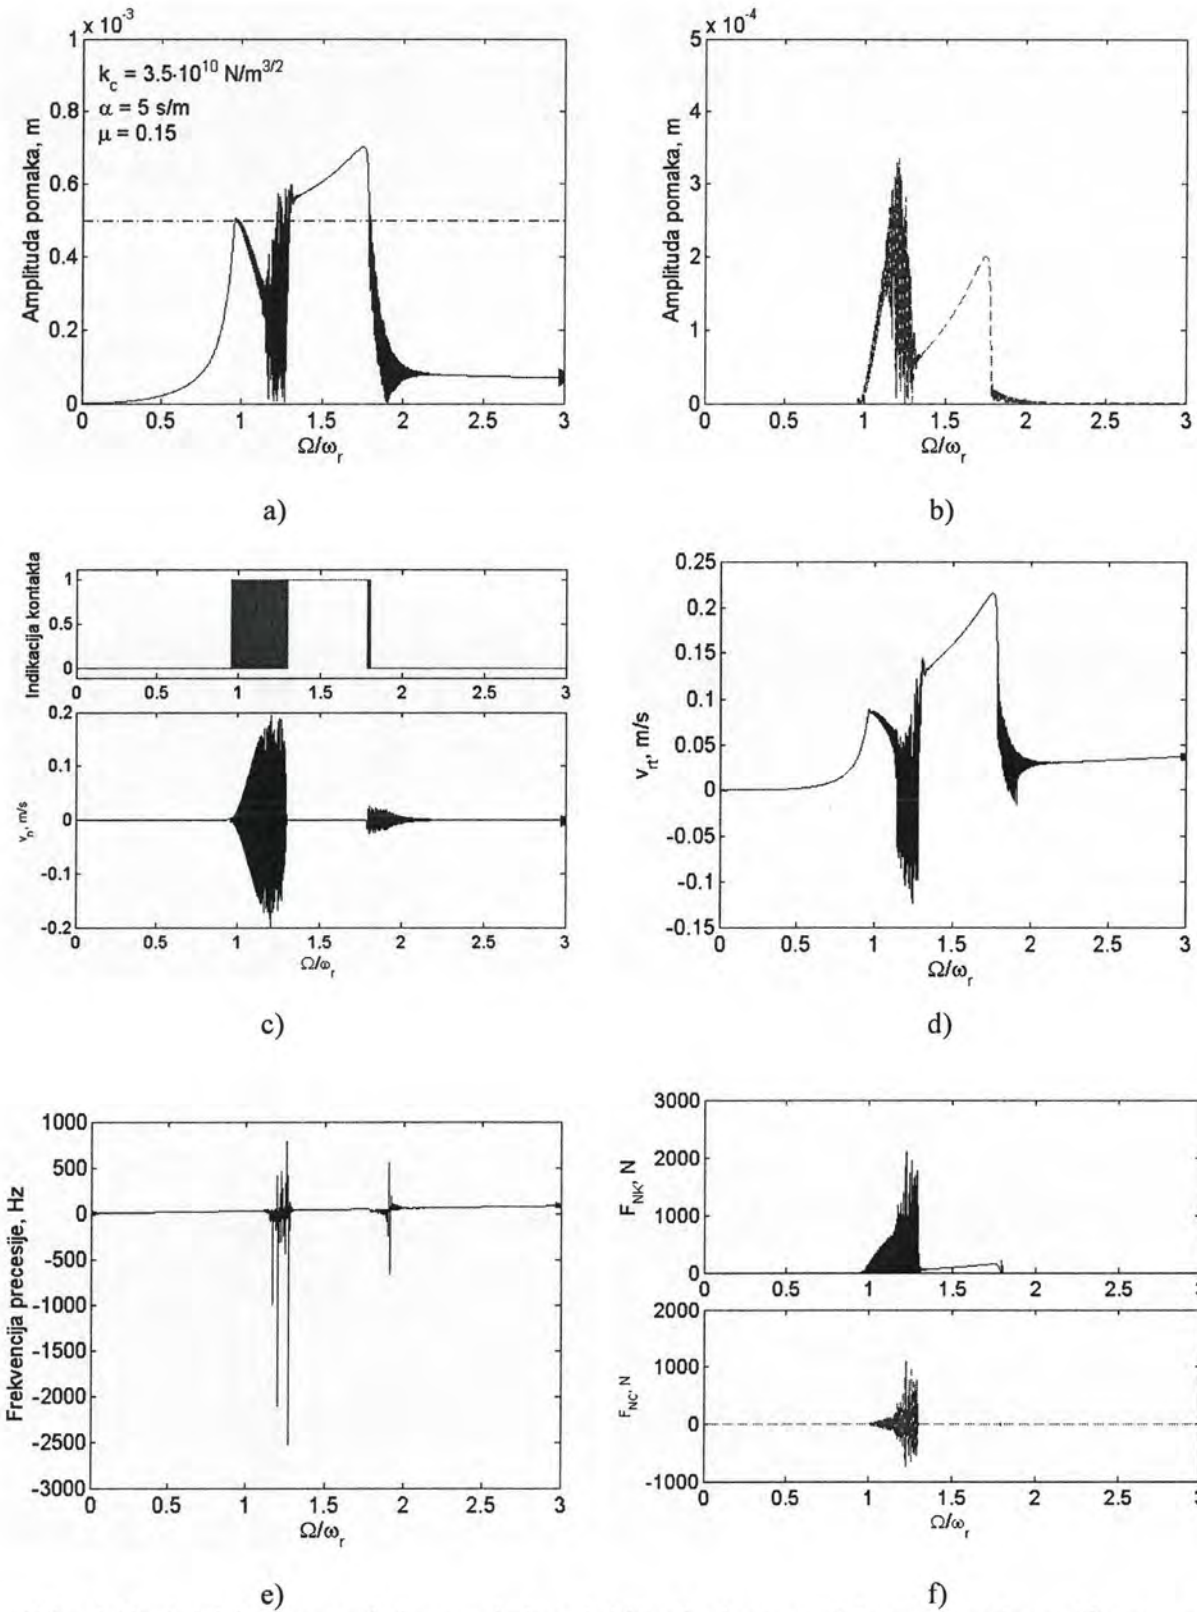 x 10⁻³
1
0.8
0.6
0.4
0.2
0
Amplituda pomaka, m
k_c = 3.5·10¹⁰ N/m^3/2
α = 5 s/m
μ = 0.15
0 0.5 1 1.5 2 2.5 3
Ω/ω_r
a)
x 10⁻⁴
5
4
3
2
1
0
Amplituda pomaka, m
0 0.5 1 1.5 2 2.5 3
Ω/ω_r
b)
Indikacija kontakta
1
0.5
0
0 0.5 1 1.5 2 2.5 3
v_n, m/s
0.2
0.1
0
-0.1
-0.2
0 0.5 1 1.5 2 2.5 3
Ω/ω_r
c)
v_rt, m/s
0.25
0.2
0.15
0.1
0.05
0
-0.05
-0.1
-0.15
0 0.5 1 1.5 2 2.5 3
Ω/ω_r
d)
Frekvencija precesije, Hz
1000
500
0
-500
-1000
-1500
-2000
-2500
-3000
0 0.5 1 1.5 2 2.5 3
Ω/ω_r
e)
F_NK, N
3000
2000
1000
0
0 0.5 1 1.5 2 2.5 3
F_NC, N
2000
1000
0
-1000
0 0.5 1 1.5 2 2.5 3
Ω/ω_r
f)